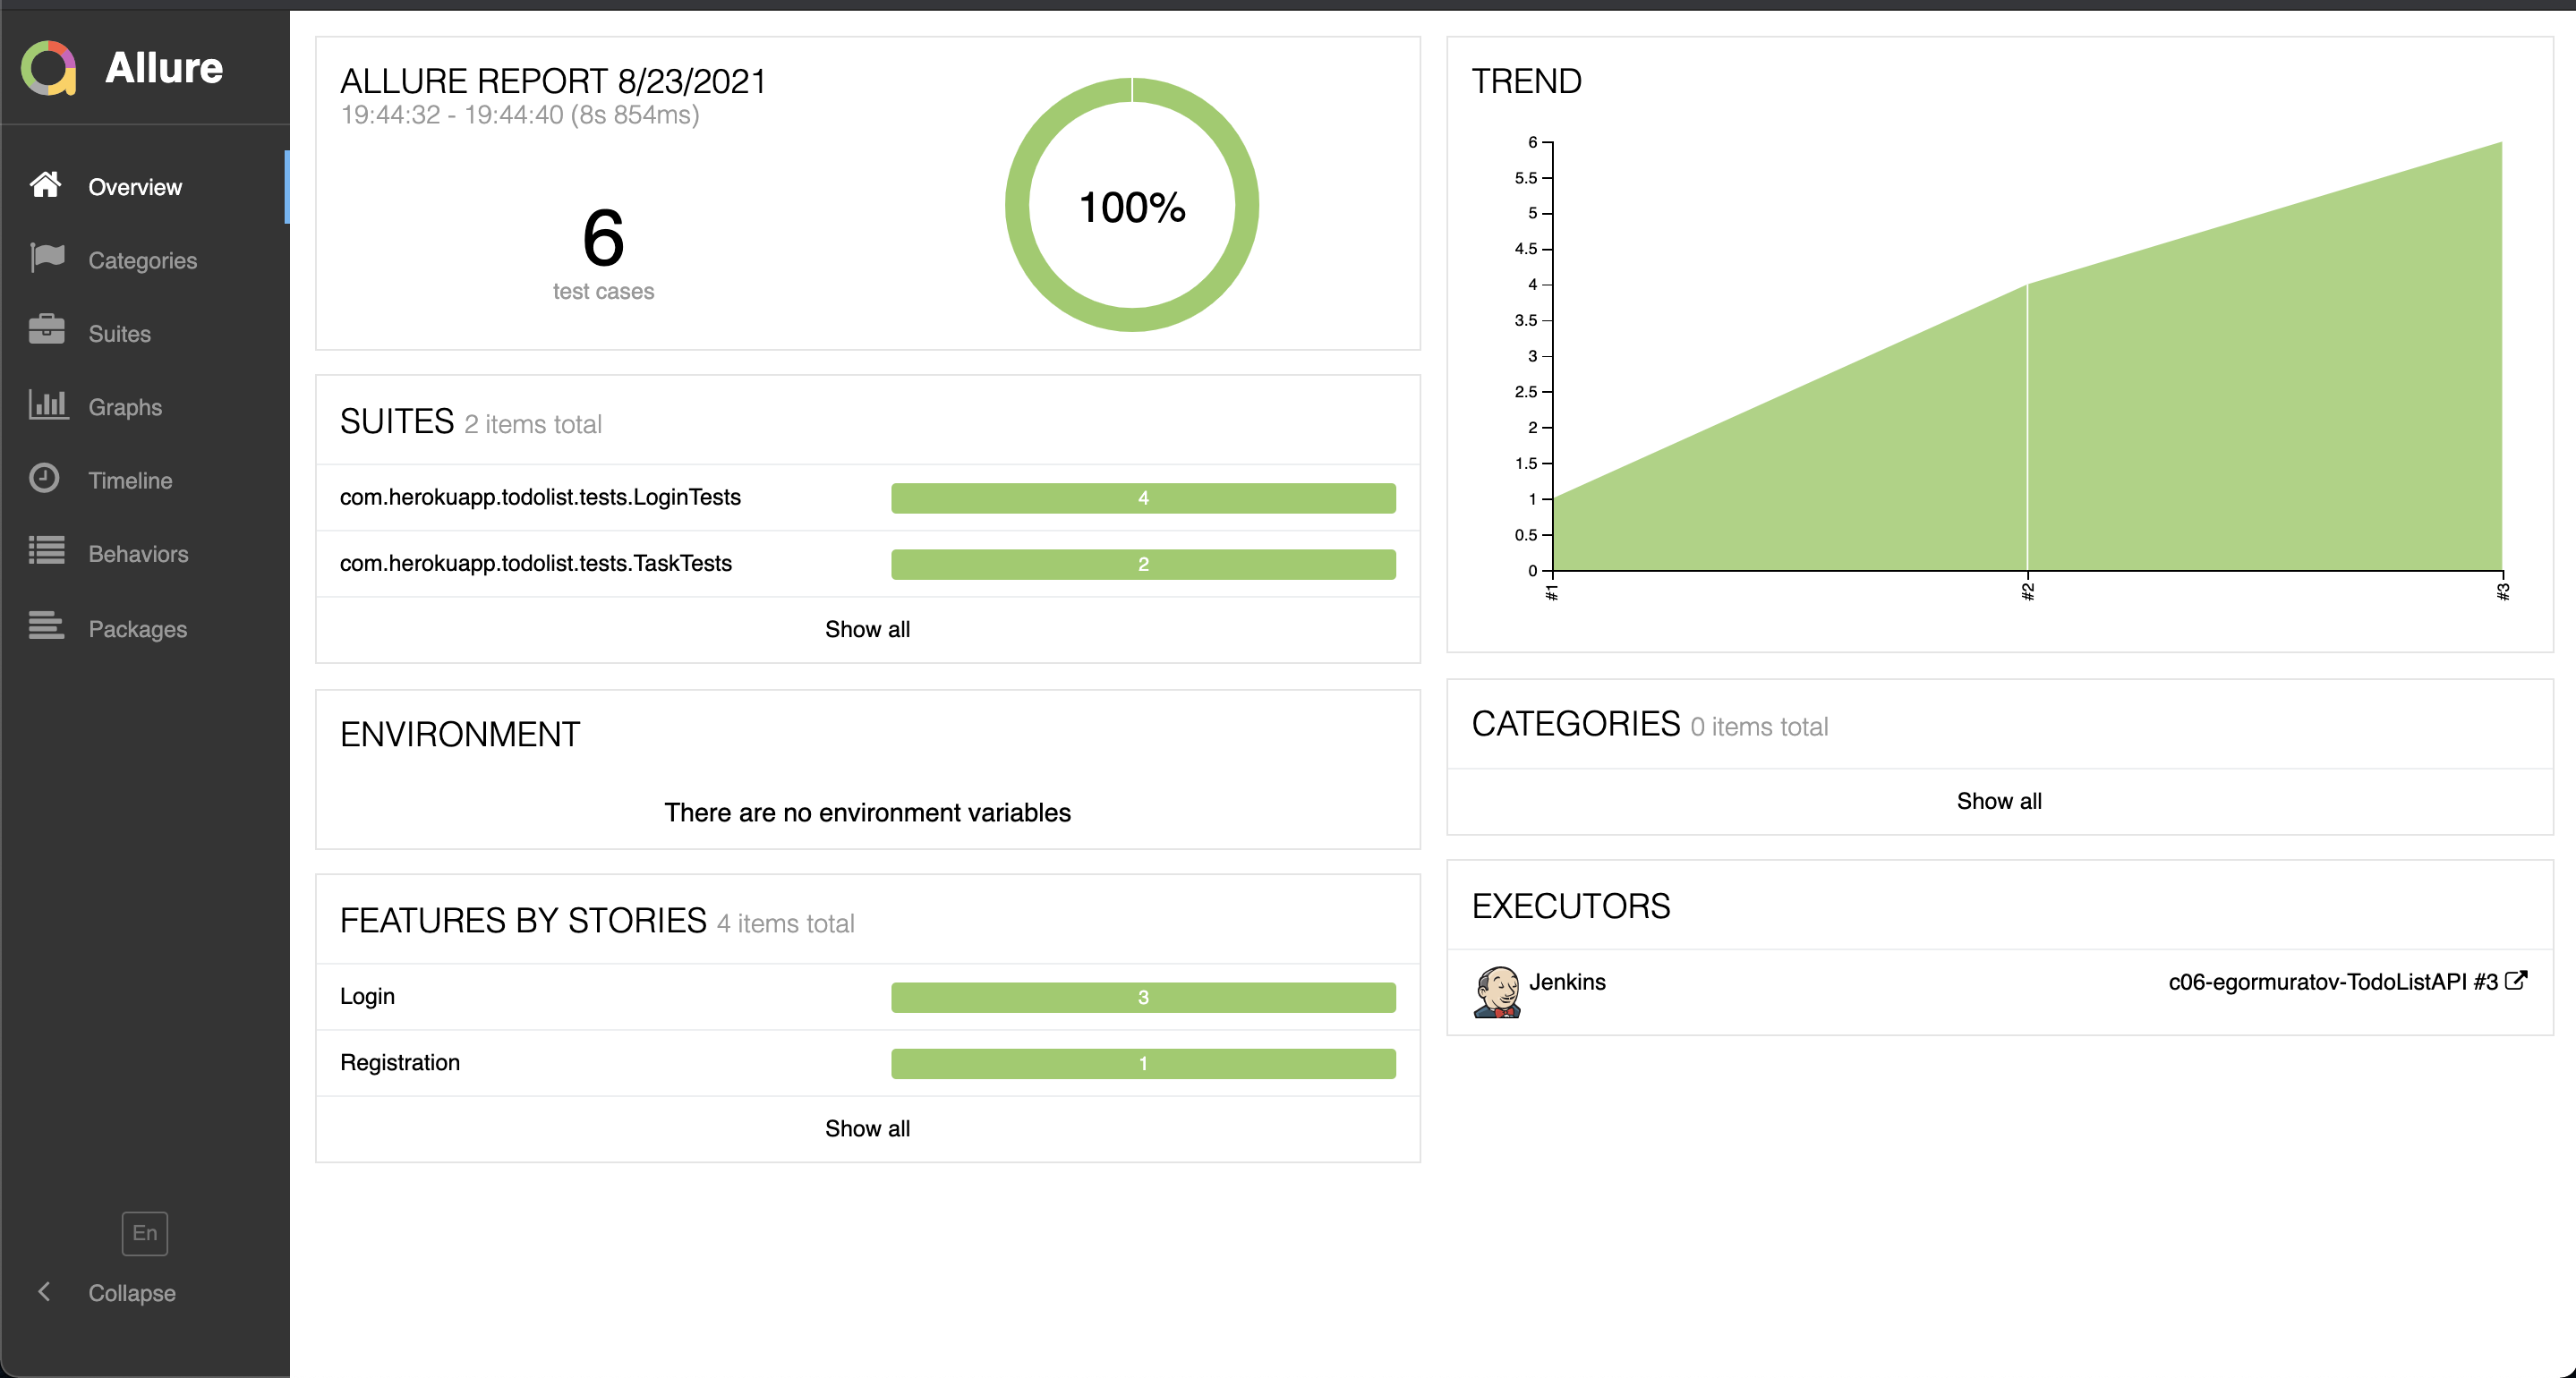 Allure
Overview
Categories
Suites
Graphs
Timeline
Behaviors
Packages
En
Collapse
ALLURE REPORT 8/23/2021
19:44:32 - 19:44:40 (8s 854ms)
6
test cases
100%
SUITES 2 items total
com.herokuapp.todolist.tests.LoginTests 4
com.herokuapp.todolist.tests.TaskTests 2
Show all
ENVIRONMENT
There are no environment variables
FEATURES BY STORIES 4 items total
Login 3
Registration 1
Show all
TREND
6
5.5
5
4.5
4
3.5
3
2.5
2
1.5
1
0.5
0
#1 #2 #3
CATEGORIES 0 items total
Show all
EXECUTORS
Jenkins c06-egormuratov-TodoListAPI #3